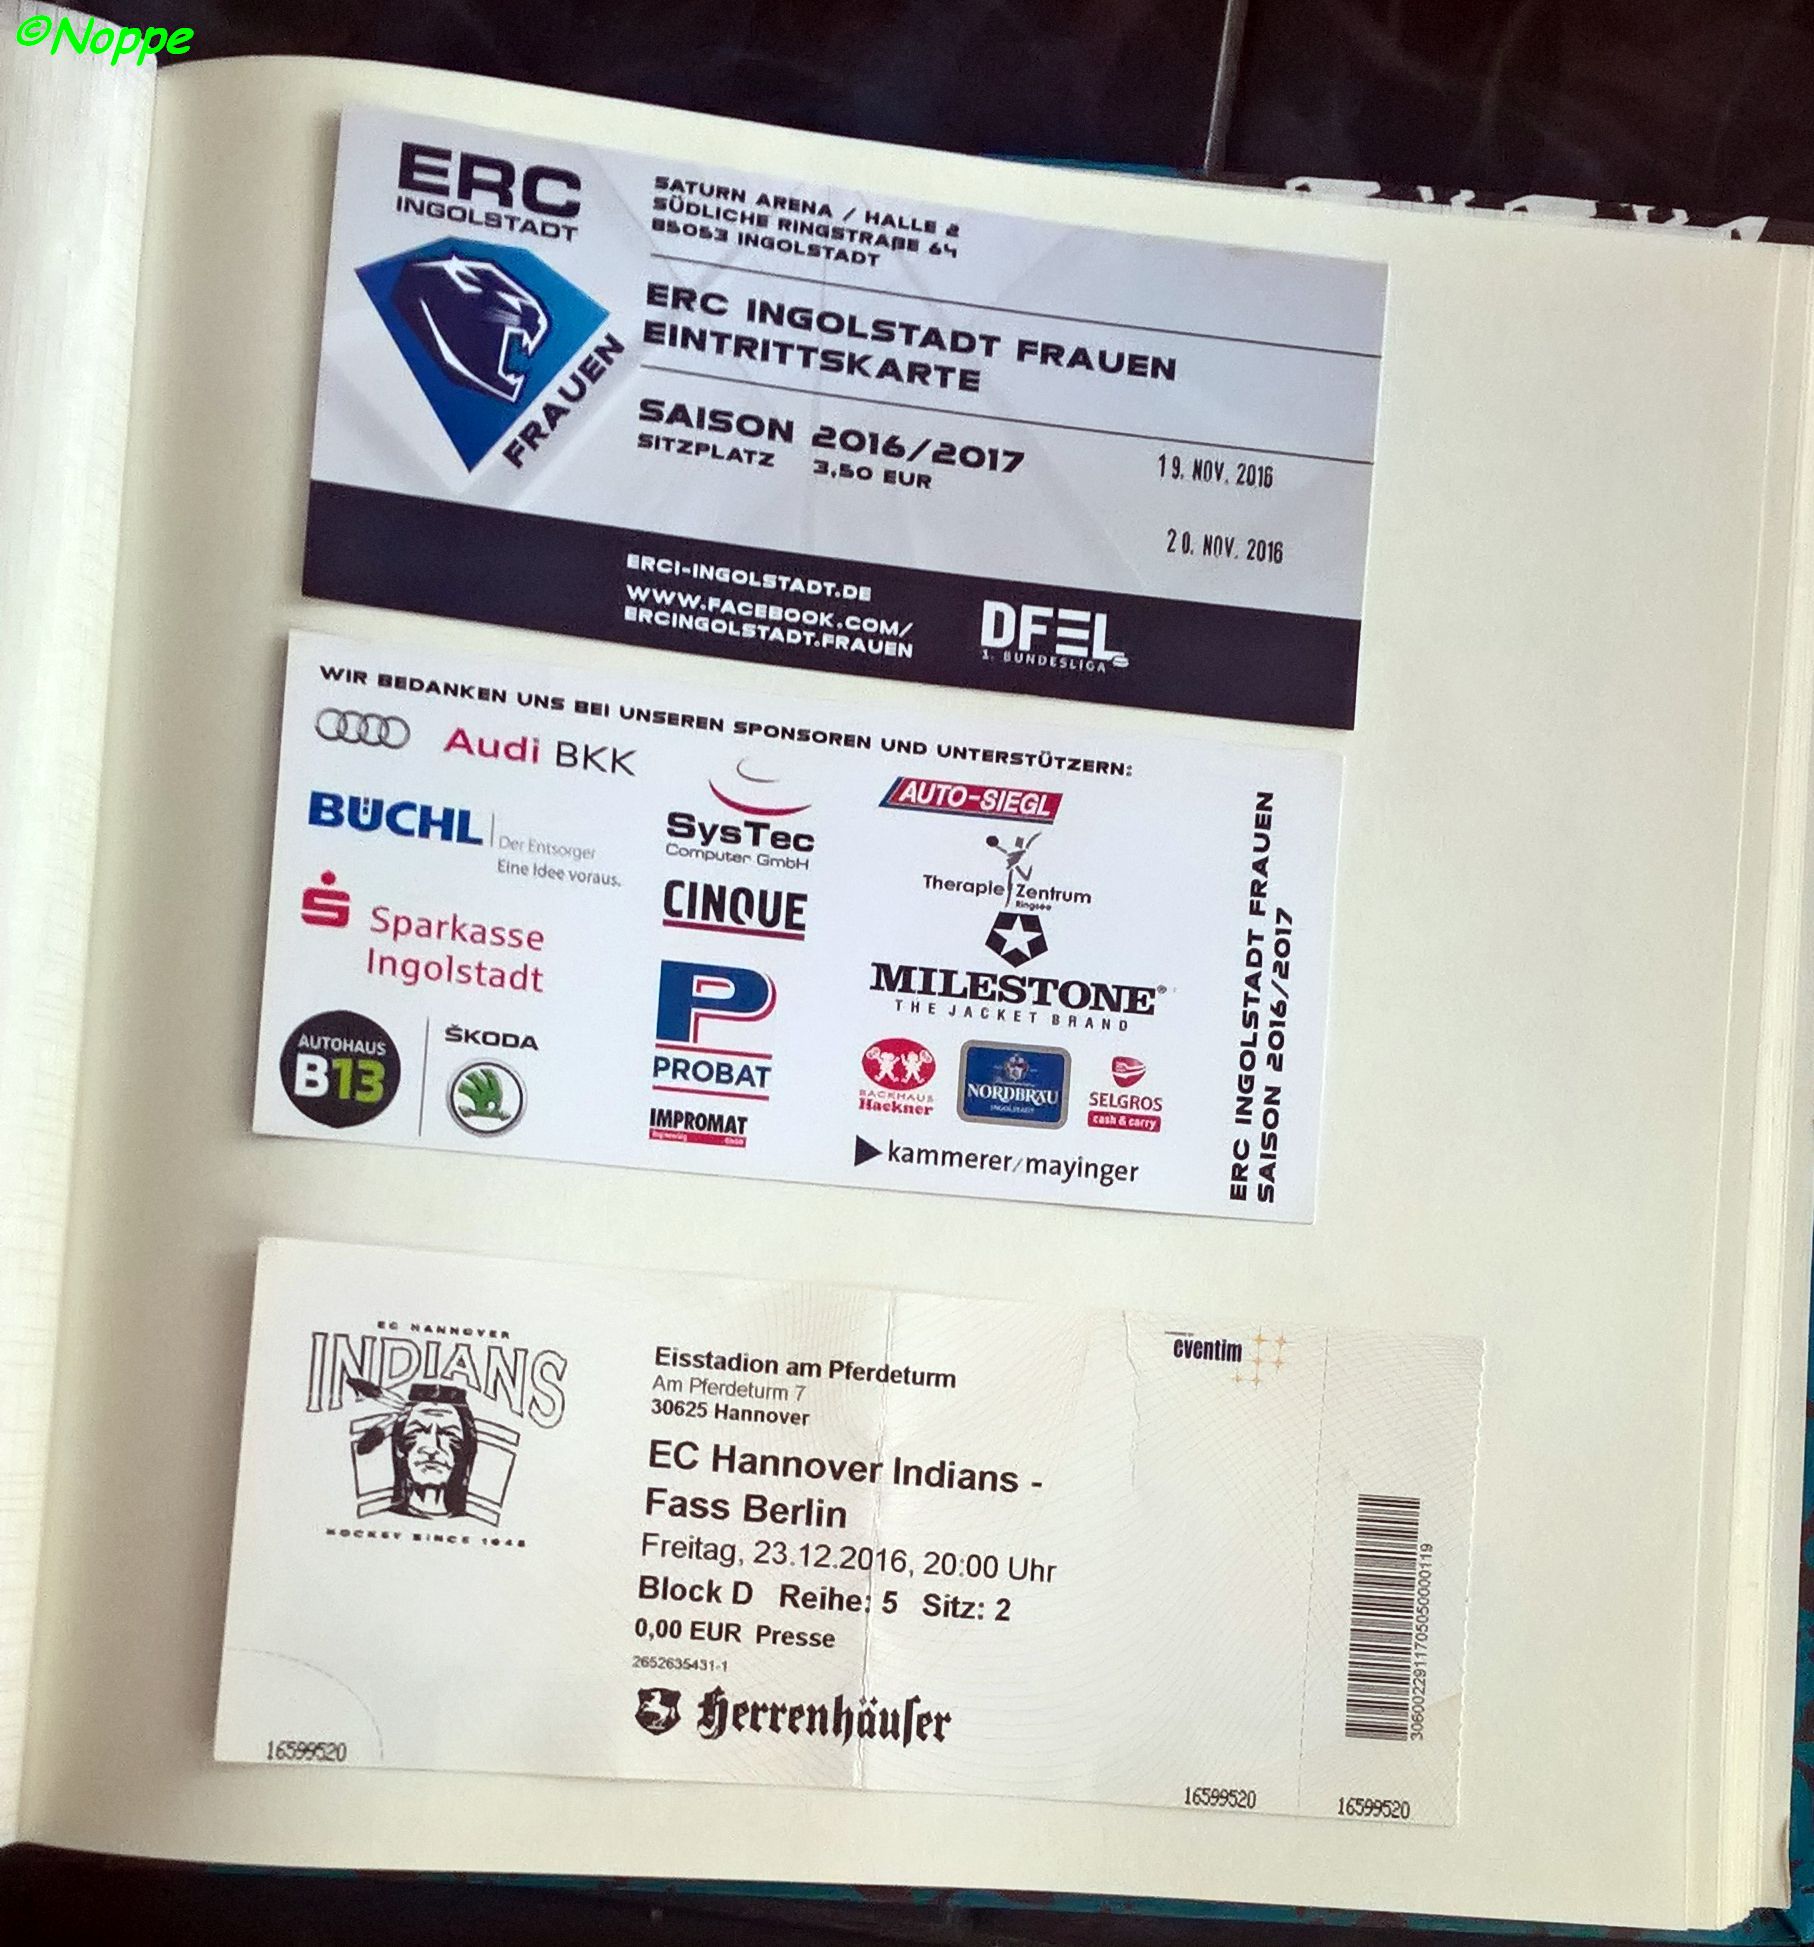 ©Noppe
ERC
INGOLSTADT
FRAUEN
SATURN ARENA / HALLE 2
SÜDLICHE RINGSTRAßE 64
85053 INGOLSTADT
ERC INGOLSTADT FRAUEN
EINTRITTSKARTE
SAISON 2016/2017
SITZPLATZ 3,50 EUR
19. NOV. 2016
20. NOV. 2016
ERCI-INGOLSTADT.DE
WWW.FACEBOOK.COM/
ERCINGOLSTADT.FRAUEN
DFEL
1. BUNDESLIGA
WIR BEDANKEN UNS BEI UNSEREN SPONSOREN UND UNTERSTÜTZERN:
Audi BKK
BÜCHL
Der Entsorger
Eine Idee voraus.
Sparkasse
Ingolstadt
AUTOHAUS
B13
ŠKODA
SysTec
Computer GmbH
CINQUE
P
PROBAT
IMPROMAT
AUTO-SIEGL
Therapie Zentrum
Ringsee
MILESTONE®
THE JACKET BRAND
BACKHAUS
Hackner
NORDBRÄU
INGOLSTADT
SELGROS
cash & carry
kammerer/mayinger
ERC INGOLSTADT FRAUEN
SAISON 2016/2017
EC HANNOVER
INDIANS
HOCKEY SINCE 1948
Eisstadion am Pferdeturm
Am Pferdeturm 7
30625 Hannover
EC Hannover Indians -
Fass Berlin
Freitag, 23.12.2016, 20:00 Uhr
Block D Reihe: 5 Sitz: 2
0,00 EUR Presse
2652635431-1
Herrenhäuser
eventim
306002291170505000119
16599520
16599520
16599520